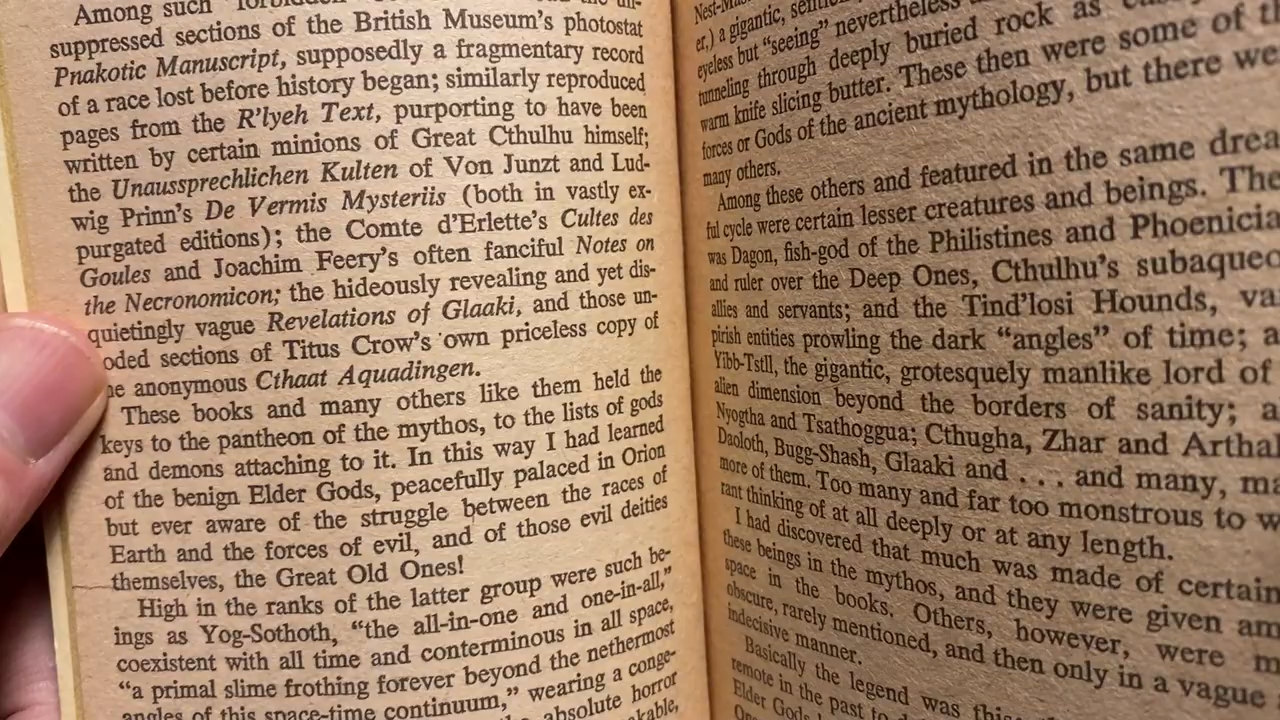 Among such "forbidden
suppressed sections of the British Museum's photostat
Pnakotic Manuscript, supposedly a fragmentary record
of a race lost before history began; similarly reproduced
pages from the R'lyeh Text, purporting to have been
written by certain minions of Great Cthulhu himself;
the Unaussprechlichen Kulten of Von Junzt and Lud-
wig Prinn's De Vermis Mysteriis (both in vastly ex-
purgated editions); the Comte d'Erlette's Cultes des
Goules and Joachim Feery's often fanciful Notes on
the Necronomicon; the hideously revealing and yet dis-
quietingly vague Revelations of Glaaki, and those un-
oded sections of Titus Crow's own priceless copy of
anonymous Cthaat Aquadingen.
These books and many others like them held the
keys to the pantheon of the mythos, to the lists of gods
and demons attaching to it. In this way I had learned
of the benign Elder Gods, peacefully palaced in Orion
but ever aware of the struggle between the races of
Earth and the forces of evil, and of those evil deities
themselves, the Great Old Ones!
High in the ranks of the latter group were such be-
ings as Yog-Sothoth, "the all-in-one and one-in-all,"
coexistent with all time and conterminous in all space,
"a primal slime frothing forever beyond the nethermost
angles of this space-time continuum," wearing a conge-
absolute horror
er,) a gigantic,
eyeless but "seeing" nevertheless
tunneling through deeply buried rock as
warm knife slicing butter. These then were some of
forces or Gods of the ancient mythology, but there we
many others.
Among these others and featured in the same drea
ful cycle were certain lesser creatures and beings. The
was Dagon, fish-god of the Philistines and Phoenicia
and ruler over the Deep Ones, Cthulhu's subaqueo
allies and servants; and the Tind'losi Hounds, va
pirish entities prowling the dark "angles" of time; a
Yibb-Tstll, the gigantic, grotesquely manlike lord of
alien dimension beyond the borders of sanity; a
Nyogtha and Tsathoggua; Cthugha, Zhar and Arthal
Daoloth, Bugg-Shash, Glaaki and . . . and many, ma
more of them. Too many and far too monstrous to w
rant thinking of at all deeply or at any length.
I had discovered that much was made of certain
these beings in the mythos, and they were given am
space in the books. Others, however, were m
obscure, rarely mentioned, and then only in a vague
indecisive manner.
Basically the legend was this
remote in the past to
Elder Gods